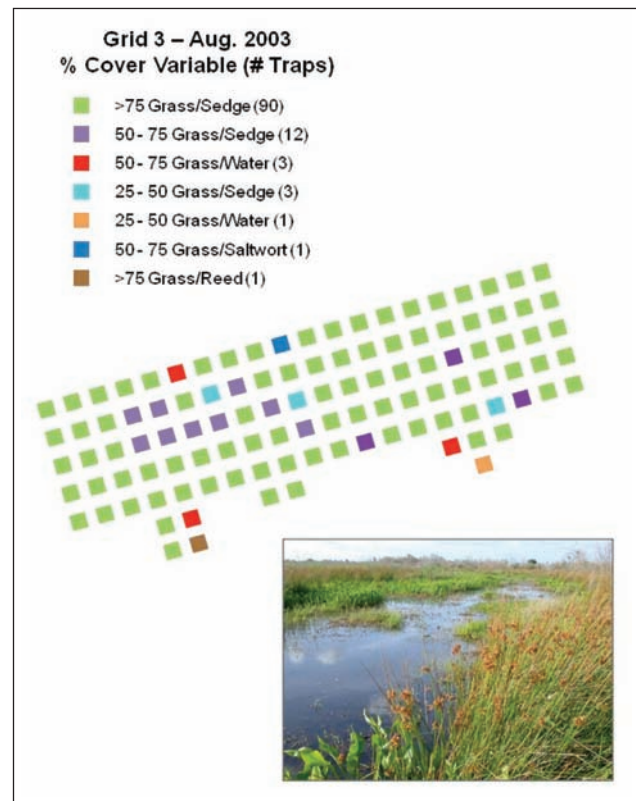 Grid 3 – Aug. 2003
% Cover Variable (# Traps)
>75 Grass/Sedge (90)
50 - 75 Grass/Sedge (12)
50 - 75 Grass/Water (3)
25 - 50 Grass/Sedge (3)
25 - 50 Grass/Water (1)
50 - 75 Grass/Saltwort (1)
>75 Grass/Reed (1)